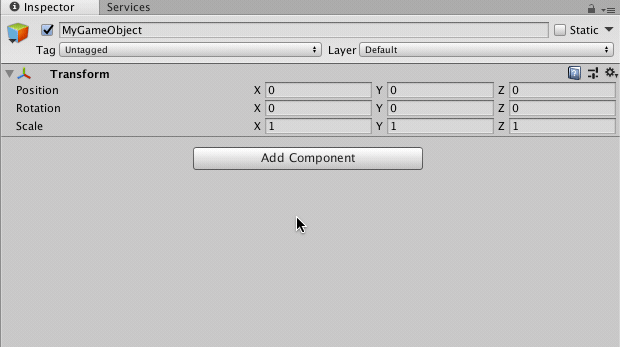 Inspector Services
MyGameObject Static
Tag Untagged Layer Default
Transform
Position X 0 Y 0 Z 0
Rotation X 0 Y 0 Z 0
Scale X 1 Y 1 Z 1
Add Component